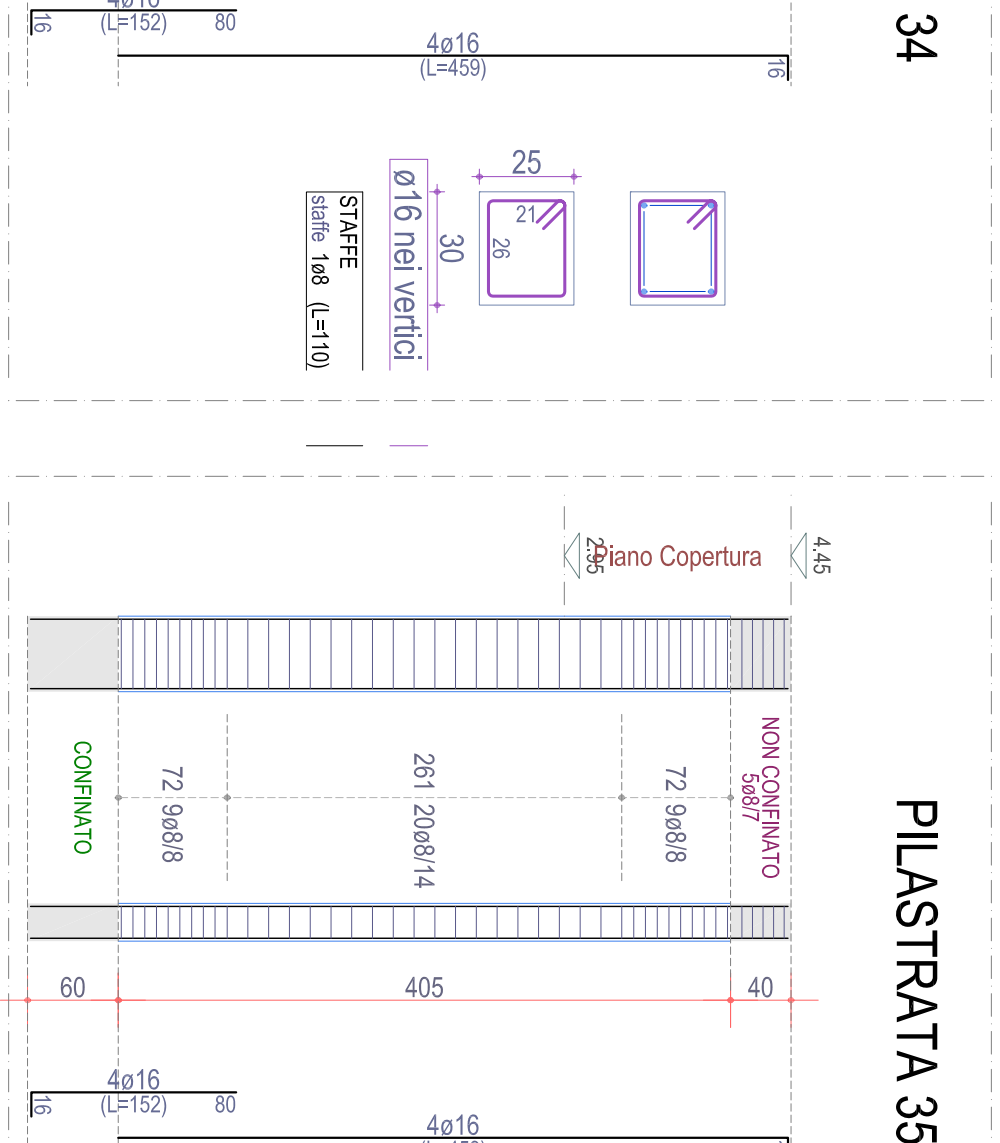 4ø16
16
(L=152)
80
34
4ø16
(L=459)
16
25
21
26
30
ø16 nei vertici
STAFFE
staffe 1ø8 (L=110)
2.95
Piano Copertura
4.45
CONFINATO
72 9ø8/8
261 20ø8/14
72 9ø8/8
NON CONFINATO
5ø8/7
PILASTRATA 35
60
405
40
4ø16
16
(L=152)
80
4ø16